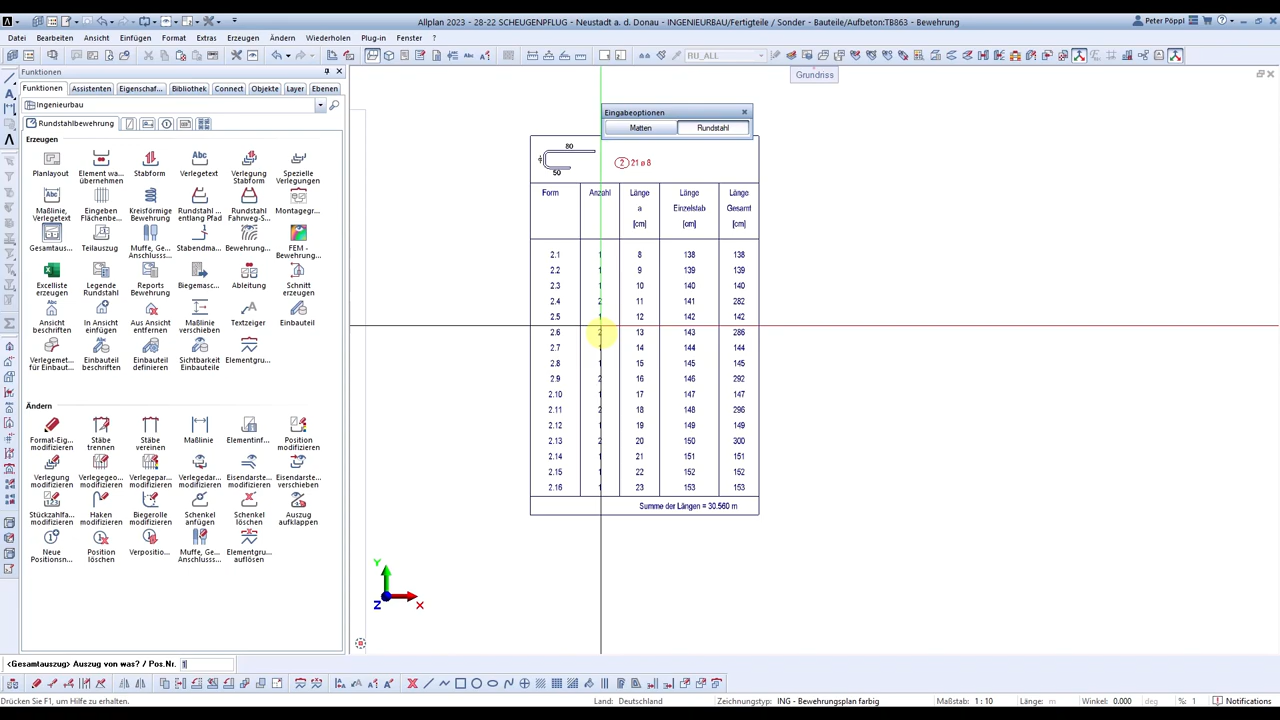 Allplan 2023 - 28-22 SCHEUGENPFLUG - Neustadt a. d. Donau - INGENIEURBAU/Fertigteile / Sonder - Bauteile/Aufbeton:TB863 - Bewehrung
Peter Pöppl
Datei Bearbeiten Ansicht Einfügen Format Extras Erzeugen Ändern Wiederholen Plug-in Fenster ?
RU_ALL
Funktionen
Grundriss
Funktionen Assistenten Eigenschaf... Bibliothek Connect Objekte Layer Ebenen
Ingenieurbau
Rundstahlbewehrung
Erzeugen
Planlayout Element wa... übernehmen Stabform Verlegetext Verlegung Stabform Spezielle Verlegungen
Maßlinie, Verlegetext Eingeben Flächenbe... Kreisförmige Bewehrung Rundstahl ... entlang Pfad Rundstahl Fahrweg-S... Montagegr...
Gesamtaus... Teilauszug Muffe, Ge... Anschlusss... Stabendma... Bewehrung... FEM - Bewehrung...
Excelliste erzeugen Legende Rundstahl Reports Bewehrung Biegemasc... Ableitung Schnitt erzeugen
Ansicht beschriften In Ansicht einfügen Aus Ansicht entfernen Maßlinie verschieben Textzeiger Einbauteil
Verlegemet... für Einbaut... Einbauteil beschriften Einbauteil definieren Sichtbarkeit Einbauteile Elementgru...
Ändern
Format-Eig... modifizieren Stäbe trennen Stäbe vereinen Maßlinie Elementinf... Position modifizieren
Verlegung modifizieren Verlegegeo... modifizieren Verlegepar... modifizieren Verlegedar... modifizieren Eisendarste... modifizieren Eisendarste... verschieben
Stückzahlfa... modifizieren Haken modifizieren Biegerolle modifizieren Schenkel anfügen Schenkel löschen Auszug aufklappen
Neue Positionsn... Position löschen Verpositio... Muffe, Ge... Anschlusss... Elementgru... auflösen
Eingabeoptionen
Matten Rundstahl
80
50
2 21 ø 8
Form Anzahl Länge Länge Länge
a Einzelstab Gesamt
[cm] [cm] [cm]
2.1 1 8 138 138
2.2 1 9 139 139
2.3 1 10 140 140
2.4 2 11 141 282
2.5 1 12 142 142
2.6 2 13 143 286
2.7 1 14 144 144
2.8 1 15 145 145
2.9 2 16 146 292
2.10 1 17 147 147
2.11 2 18 148 296
2.12 1 19 149 149
2.13 2 20 150 300
2.14 1 21 151 151
2.15 1 22 152 152
2.16 1 23 153 153
Summe der Längen = 30.560 m
Y
X
Z
<Gesamtauszug> Auszug von was? / Pos.Nr. 1
Drücken Sie F1, um Hilfe zu erhalten. Land: Deutschland Zeichnungstyp: ING - Bewehrungsplan farbig Maßstab: 1 : 10 Länge: m Winkel: 0.000 deg %: 1 Notifications